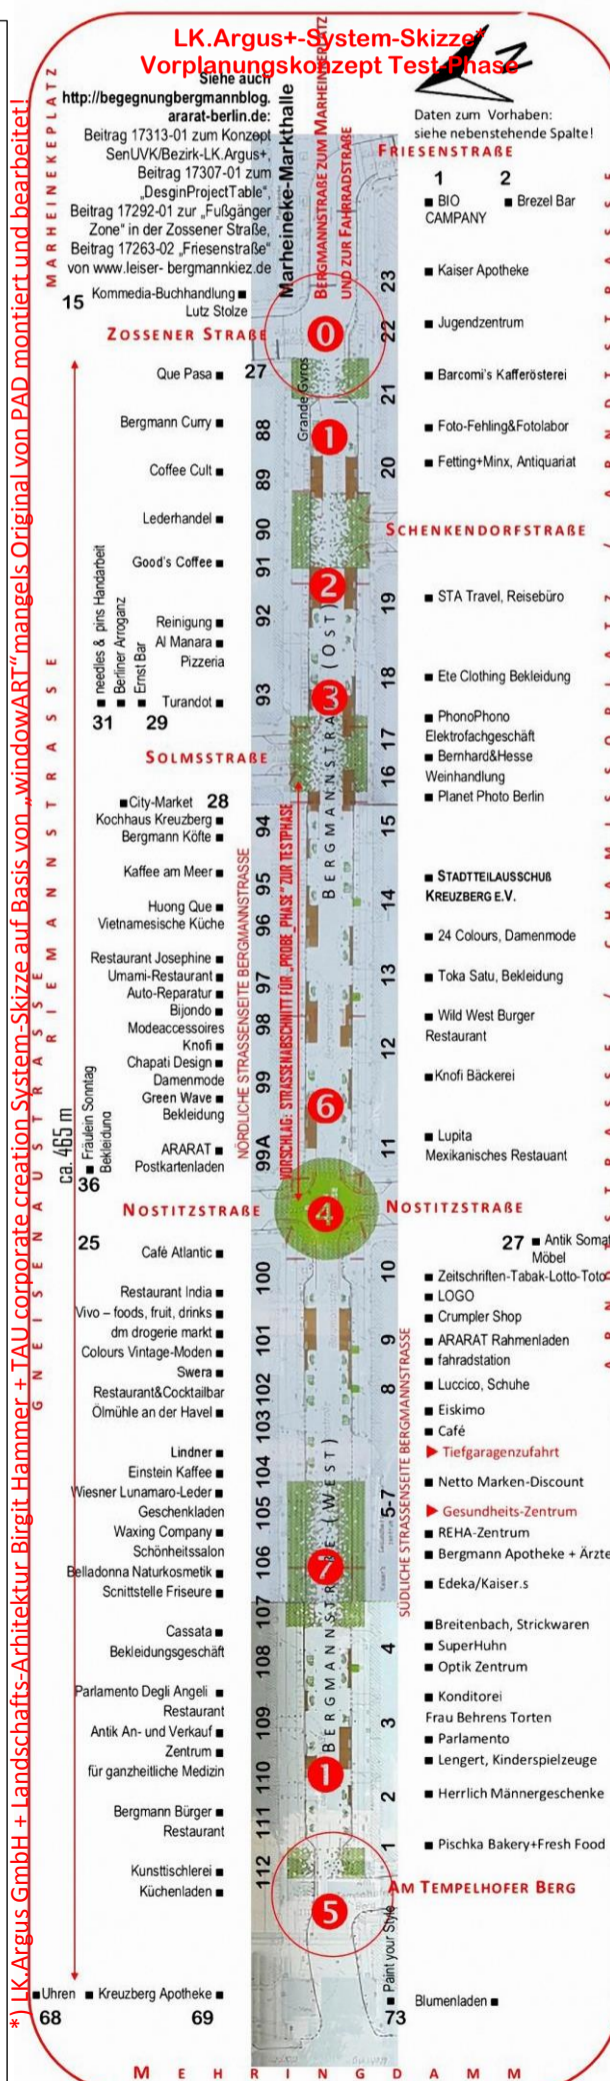 LK.Argus+-System-Skizze*
Vorplanungskonzept Test-Phase
Siehe auch
http://begegnungbergmannblog.
ararat-berlin.de:
Beitrag 17313-01 zum Konzept
SenUVK/Bezirk-LK.Argus+,
Beitrag 17307-01 zum
„DesginProjectTable",
Beitrag 17292-01 zur „Fußgänger
Zone" in der Zossener Straße,
Beitrag 17263-02 „Friesenstraße"
von www.leiser- bergmannkiez.de
N
Daten zum Vorhaben:
siehe nebenstehende Spalte!
MARHEINEKEPLATZ
Marheineke-Markthalle
BERGMANNSTRAßE ZUM MARHEINEKEPLATZ
UND ZUR FAHRRADSTRAßE
FRIESENSTRAßE
1 2
■ BIO
CAMPANY
■ Brezel Bar
15 Kommedia-Buchhandlung ■
Lutz Stolze
ZOSSENER STRAßE
Que Pasa ■ 27
Grande Gyros
Bergmann Curry ■
88
Coffee Cult ■
89
Lederhandel ■
90
Good's Coffee ■
91
Reinigung ■
92
Al Manara ■
Pizzeria
■ needles & pins Handarbeit
■ Berliner Arroganz
■ Ernst Bar
31 29
Turandot ■
93
SOLMSSTRAßE
■City-Market 28
Kochhaus Kreuzberg ■
Bergmann Köfte ■
94
Kaffee am Meer ■
95
Huong Que ■
Vietnamesische Küche
96
Restaurant Josephine ■
Umami-Restaurant ■
97
Auto-Reparatur ■
Bijondo ■
Modeaccessoires
98
Knofi ■
Chapati Design ■
Damenmode
99
Green Wave ■
Bekleidung
ARARAT ■
Postkartenladen
99A
■ Fräulein Sonntag
Bekleidung
36
NOSTITZSTRAßE
25
Café Atlantic ■
100
Restaurant India ■
Vivo – foods, fruit, drinks ■
dm drogerie markt ■
101
Colours Vintage-Moden ■
Swera ■
Restaurant&Cocktailbar
102
Ölmühle an der Havel ■
103
Lindner ■
Einstein Kaffee ■
104
Wiesner Lunamaro-Leder ■
Geschenkladen
105
Waxing Company ■
Schönheitssalon
106
Belladonna Naturkosmetik ■
Scnittstelle Friseure ■
107
Cassata ■
Bekleidungsgeschäft
108
Parlamento Degli Angeli ■
Restaurant
109
Antik An- und Verkauf ■
Zentrum ■
für ganzheitliche Medizin
110
Bergmann Bürger ■
Restaurant
111
Kunsttischlerei ■
112
Küchenladen ■
■Uhren ■ Kreuzberg Apotheke ■
68 69
23
■ Kaiser Apotheke
22
■ Jugendzentrum
21
■ Barcomi's Kafferösterei
■ Foto-Fehling&Fotolabor
20
■ Fetting+Minx, Antiquariat
SCHENKENDORFSTRAßE
19
■ STA Travel, Reisebüro
18
■ Ete Clothing Bekleidung
17
■ PhonoPhono
Elektrofachgeschäft
16
■ Bernhard&Hesse
Weinhandlung
■ Planet Photo Berlin
15
14
■ STADTTEILAUSSCHUß
KREUZBERG E.V.
■ 24 Colours, Damenmode
13
■ Toka Satu, Bekleidung
12
■ Wild West Burger
Restaurant
■ Knofi Bäckerei
11
■ Lupita
Mexikanisches Restauant
NOSTITZSTRAßE
27 ■ Antik Somat
Möbel
10
■ Zeitschriften-Tabak-Lotto-Toto
■ LOGO
■ Crumpler Shop
9
■ ARARAT Rahmenladen
■ fahradstation
8
■ Luccico, Schuhe
■ Eiskimo
■ Café
▶ Tiefgaragenzufahrt
5-7
■ Netto Marken-Discount
▶ Gesundheits-Zentrum
■ REHA-Zentrum
■ Bergmann Apotheke + Ärzte
■ Edeka/Kaiser.s
■ Breitenbach, Strickwaren
4
■ SuperHuhn
■ Optik Zentrum
■ Konditorei
Frau Behrens Torten
3
■ Parlamento
■ Lengert, Kinderspielzeuge
2
■ Herrlich Männergeschenke
1
■ Pischka Bakery+Fresh Food
AM TEMPELHOFER BERG
■ Paint your Style
73
Blumenladen ■
MEHRINGDAMM
0
1
2
3
6
4
7
1
5
BERGMANNSTRAßE (OST)
BERGMANNSTRAßE (WEST)
NÖRDLICHE STRASSENSEITE BERGMANNSTRASSE
SÜDLICHE STRASSENSEITE BERGMANNSTRASSE
VORSCHLAG: STRASSENABSCHNITT FÜR „PROBE_PHASE" ZUR TESTPHASE
ca. 465 m
GNEISENAUSTRASSE
RIEMANNSTRASSE
ARNDTSTRASSE / CHAMISSOPLATZ / ARNDTSTRASSE
*) LK.Argus GmbH + Landschafts-Arhitektur Birgit Hammer + TAU corporate creation System-Skizze auf Basis von „windowART"mangels Original von PAD montiert und bearbeitet!